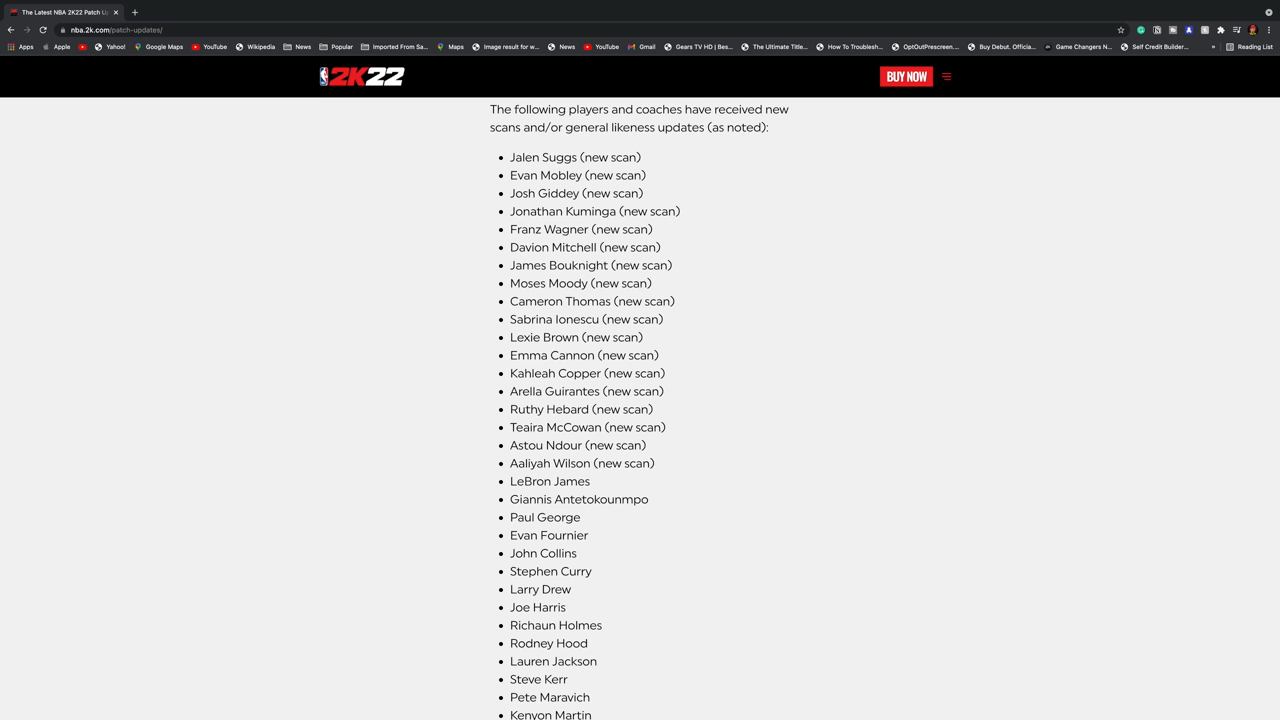 The Latest NBA 2K22 Patch U
nba.2k.com/patch-updates/
Apps
Apple
Yahoo!
Google Maps
YouTube
Wikipedia
News
Popular
Imported From Sa...
Maps
Image result for w...
News
YouTube
Gmail
Gears TV HD | Bes...
The Ultimate Title...
How To Troublesh...
OptOutPrescreen....
Buy Debut. Officia...
Game Changers N...
Self Credit Builder...
»
Reading List
2K22
BUY NOW
The following players and coaches have received new
scans and/or general likeness updates (as noted):
• Jalen Suggs (new scan)
• Evan Mobley (new scan)
• Josh Giddey (new scan)
• Jonathan Kuminga (new scan)
• Franz Wagner (new scan)
• Davion Mitchell (new scan)
• James Bouknight (new scan)
• Moses Moody (new scan)
• Cameron Thomas (new scan)
• Sabrina Ionescu (new scan)
• Lexie Brown (new scan)
• Emma Cannon (new scan)
• Kahleah Copper (new scan)
• Arella Guirantes (new scan)
• Ruthy Hebard (new scan)
• Teaira McCowan (new scan)
• Astou Ndour (new scan)
• Aaliyah Wilson (new scan)
• LeBron James
• Giannis Antetokounmpo
• Paul George
• Evan Fournier
• John Collins
• Stephen Curry
• Larry Drew
• Joe Harris
• Richaun Holmes
• Rodney Hood
• Lauren Jackson
• Steve Kerr
• Pete Maravich
• Kenyon Martin